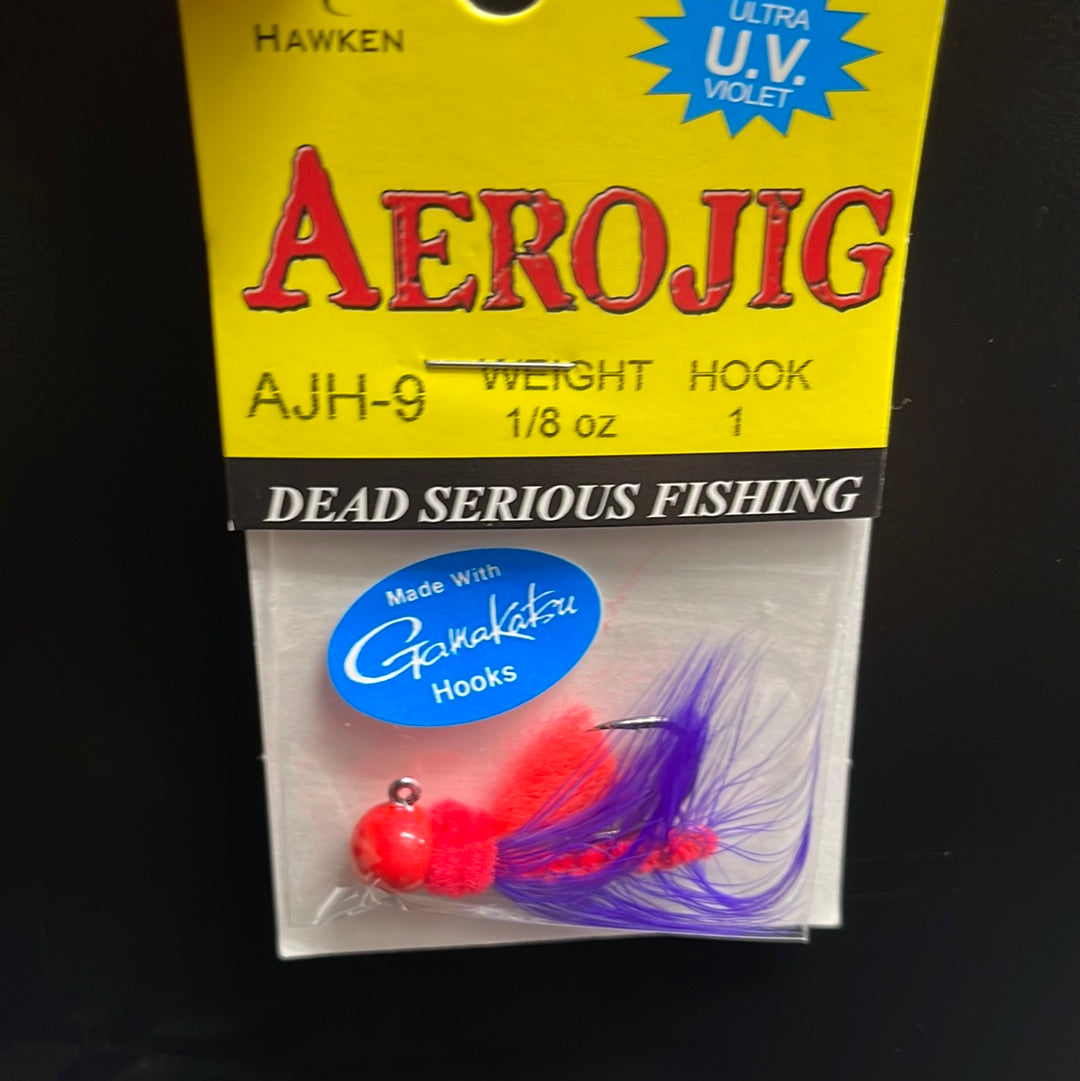 HAWKEN
ULTRA
U.V.
VIOLET
AEROJIG
AJH-9
WEIGHT HOOK
1/8 oz 1
DEAD SERIOUS FISHING
Made With
Gamakatsu
Hooks